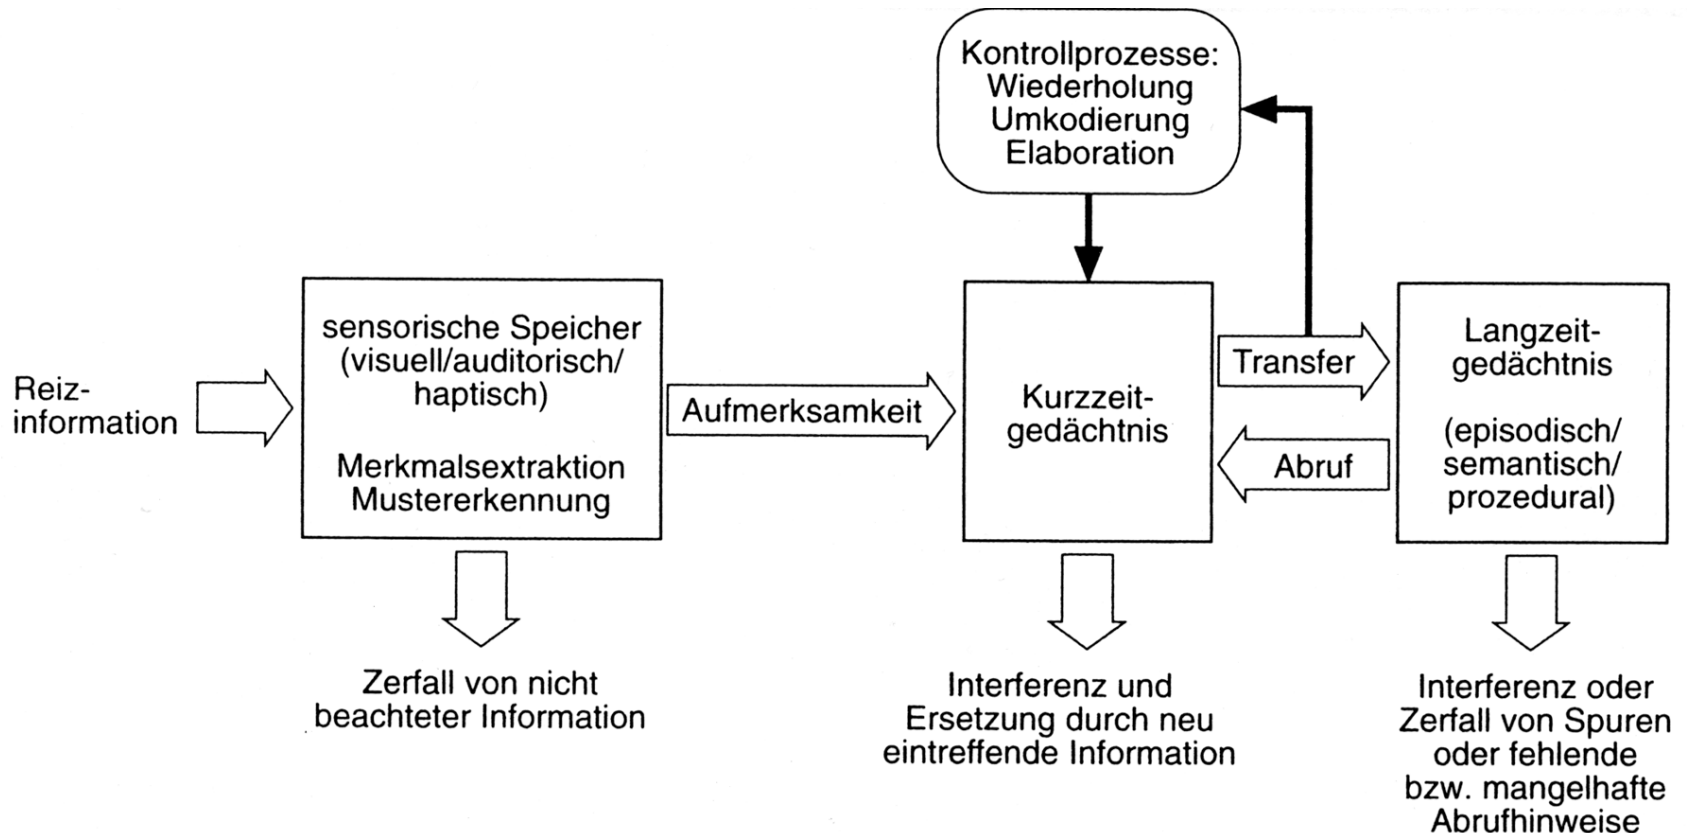 Kontrollprozesse:
Wiederholung
Umkodierung
Elaboration
Reiz-
information
sensorische Speicher
(visuell/auditorisch/
haptisch)
Merkmalsextraktion
Mustererkennung
Aufmerksamkeit
Kurzzeit-
gedächtnis
Transfer
Abruf
Langzeit-
gedächtnis
(episodisch/
semantisch/
prozedural)
Zerfall von nicht
beachteter Information
Interferenz und
Ersetzung durch neu
eintreffende Information
Interferenz oder
Zerfall von Spuren
oder fehlende
bzw. mangelhafte
Abrufhinweise